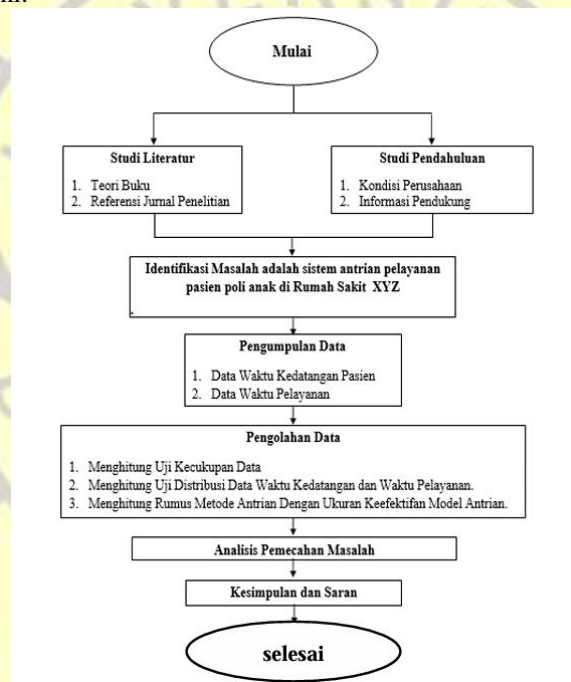 Mulai
Studi Literatur
1. Teori Buku
2. Referensi Jurnal Penelitian
Studi Pendahuluan
1. Kondisi Perusahaan
2. Informasi Pendukung
Identifikasi Masalah adalah sistem antrian pelayanan
pasien poli anak di Rumah Sakit XYZ
.
Pengumpulan Data
1. Data Waktu Kedatangan Pasien
2. Data Waktu Pelayanan
Pengolahan Data
1. Menghitung Uji Kecukupan Data
2. Menghitung Uji Distribusi Data Waktu Kedatangan dan Waktu Pelayanan.
3. Menghitung Rumus Metode Antrian Dengan Ukuran Keefektifan Model Antrian.
Analisis Pemecahan Masalah
Kesimpulan dan Saran
selesai